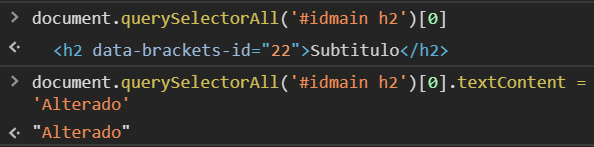 document.querySelectorAll('#idmain h2')[0]
<h2 data-brackets-id="22">Subtitulo</h2>
document.querySelectorAll('#idmain h2')[0].textContent =
'Alterado'
"Alterado"